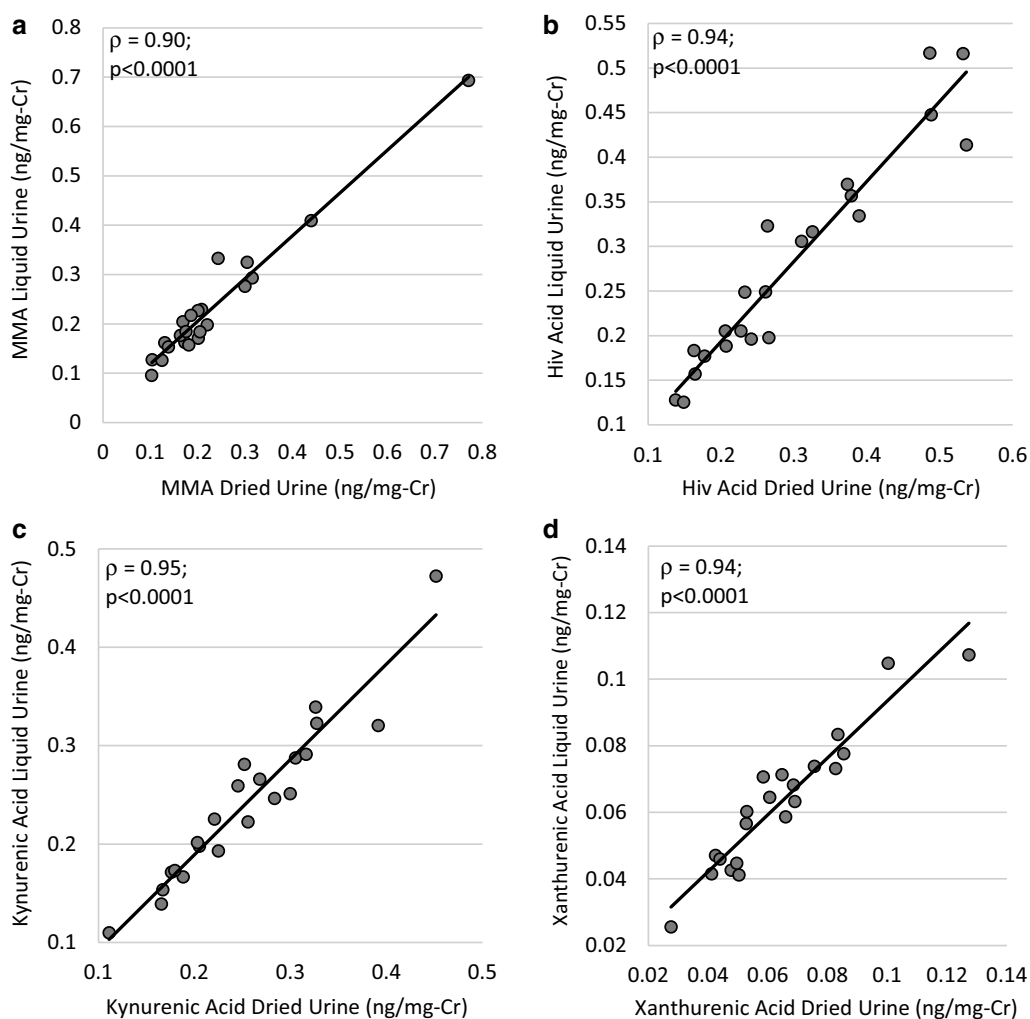 a
ρ = 0.90;
p<0.0001
0.8
0.7
0.6
0.5
0.4
0.3
0.2
0.1
0
MMA Liquid Urine (ng/mg-Cr)
0 0.1 0.2 0.3 0.4 0.5 0.6 0.7 0.8
MMA Dried Urine (ng/mg-Cr)
b
ρ = 0.94;
p<0.0001
0.55
0.5
0.45
0.4
0.35
0.3
0.25
0.2
0.15
0.1
Hiv Acid Liquid Urine (ng/mg-Cr)
0.1 0.2 0.3 0.4 0.5 0.6
Hiv Acid Dried Urine (ng/mg-Cr)
c
ρ = 0.95;
p<0.0001
0.5
0.4
0.3
0.2
0.1
Kynurenic Acid Liquid Urine (ng/mg-Cr)
0.1 0.2 0.3 0.4 0.5
Kynurenic Acid Dried Urine (ng/mg-Cr)
d
ρ = 0.94;
p<0.0001
0.14
0.12
0.1
0.08
0.06
0.04
0.02
Xanthurenic Acid Liquid Urine (ng/mg-Cr)
0.02 0.04 0.06 0.08 0.1 0.12 0.14
Xanthurenic Acid Dried Urine (ng/mg-Cr)